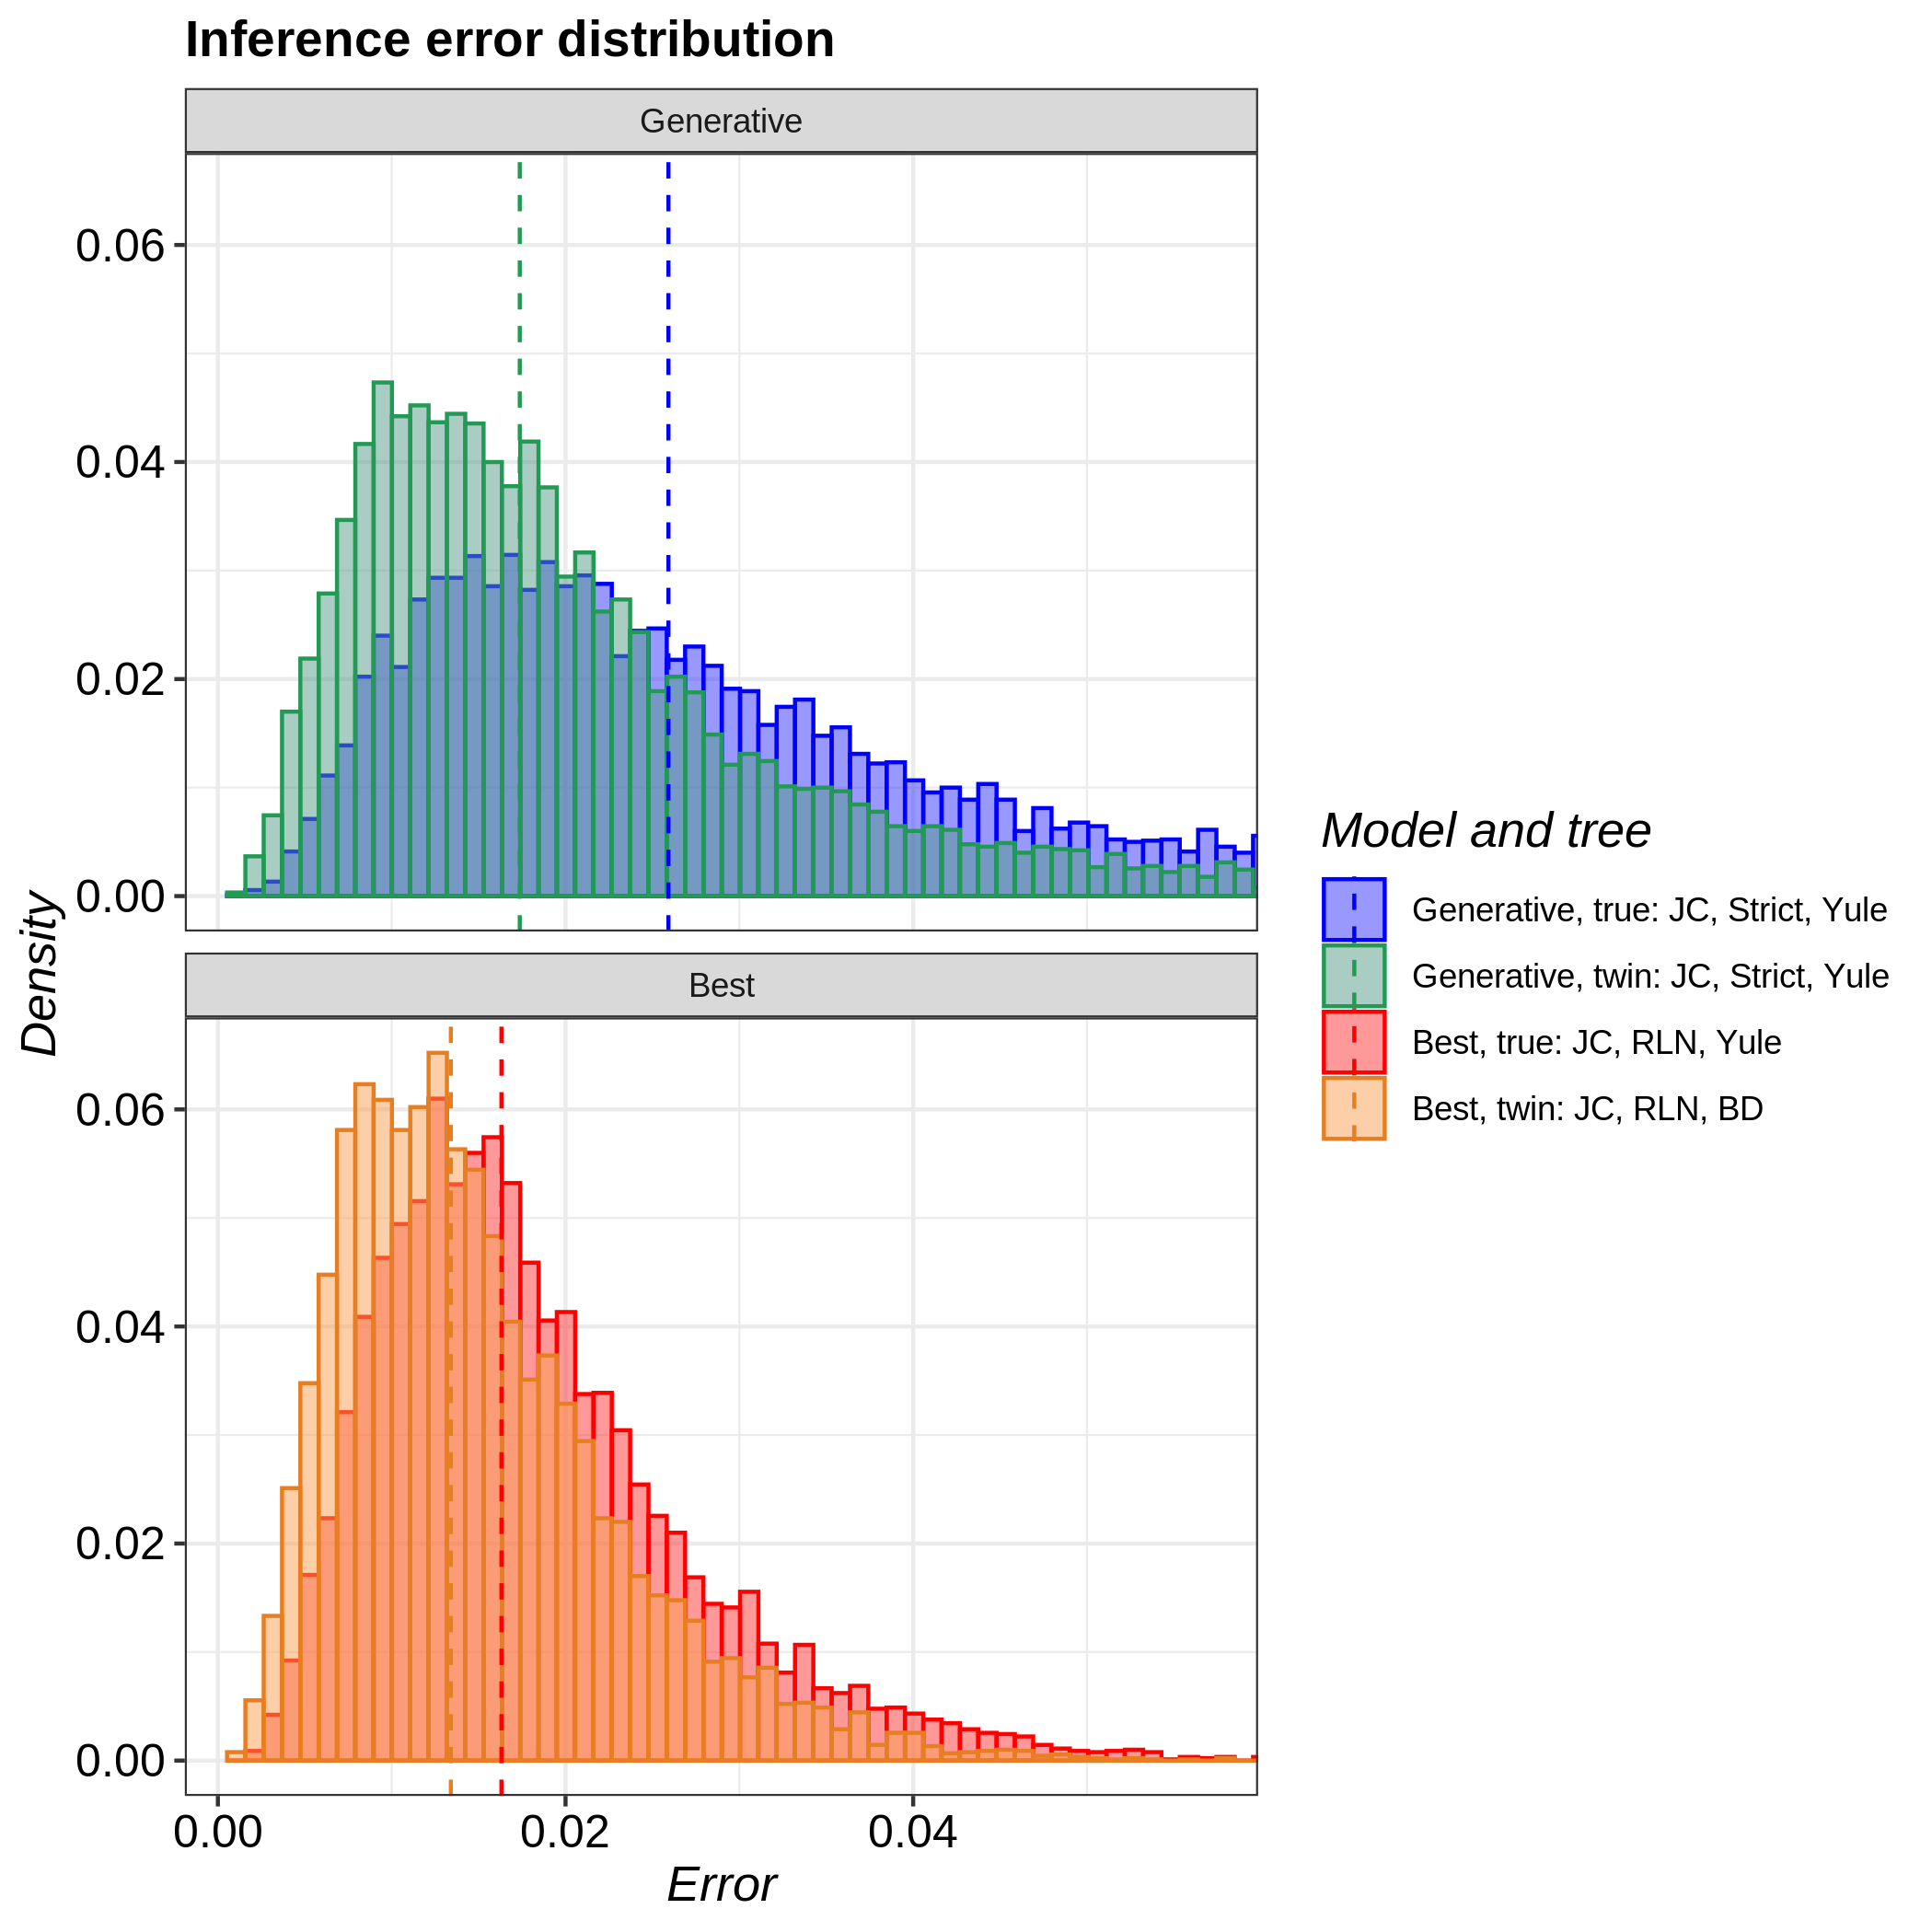 Inference error distribution
Generative
0.06
0.04
0.02
0.00
Best
0.06
0.04
0.02
0.00
0.00 0.02 0.04
Error
Density
Model and tree
Generative, true: JC, Strict, Yule
Generative, twin: JC, Strict, Yule
Best, true: JC, RLN, Yule
Best, twin: JC, RLN, BD